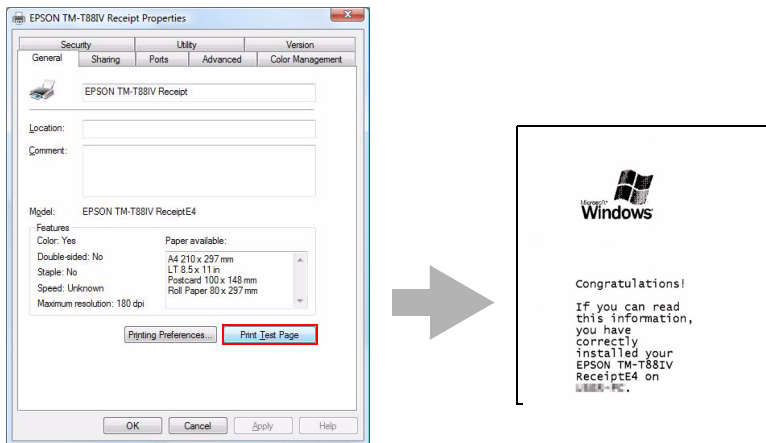 EPSON TM-T88IV Receipt Properties
Security Utility Version
General Sharing Ports Advanced Color Management
EPSON TM-T88IV Receipt
Location:
Comment:
Model: EPSON TM-T88IV ReceiptE4
Features
Color: Yes
Double-sided: No
Staple: No
Speed: Unknown
Maximum resolution: 180 dpi
Paper available:
A4 210 x 297 mm
LT 8.5 x 11 in
Postcard 100 x 148 mm
Roll Paper 80 x 297 mm
Printing Preferences... Print Test Page
OK Cancel Apply Help
Microsoft
Windows
Congratulations!
If you can read
this information,
you have
correctly
installed your
EPSON TM-T88IV
ReceiptE4 on